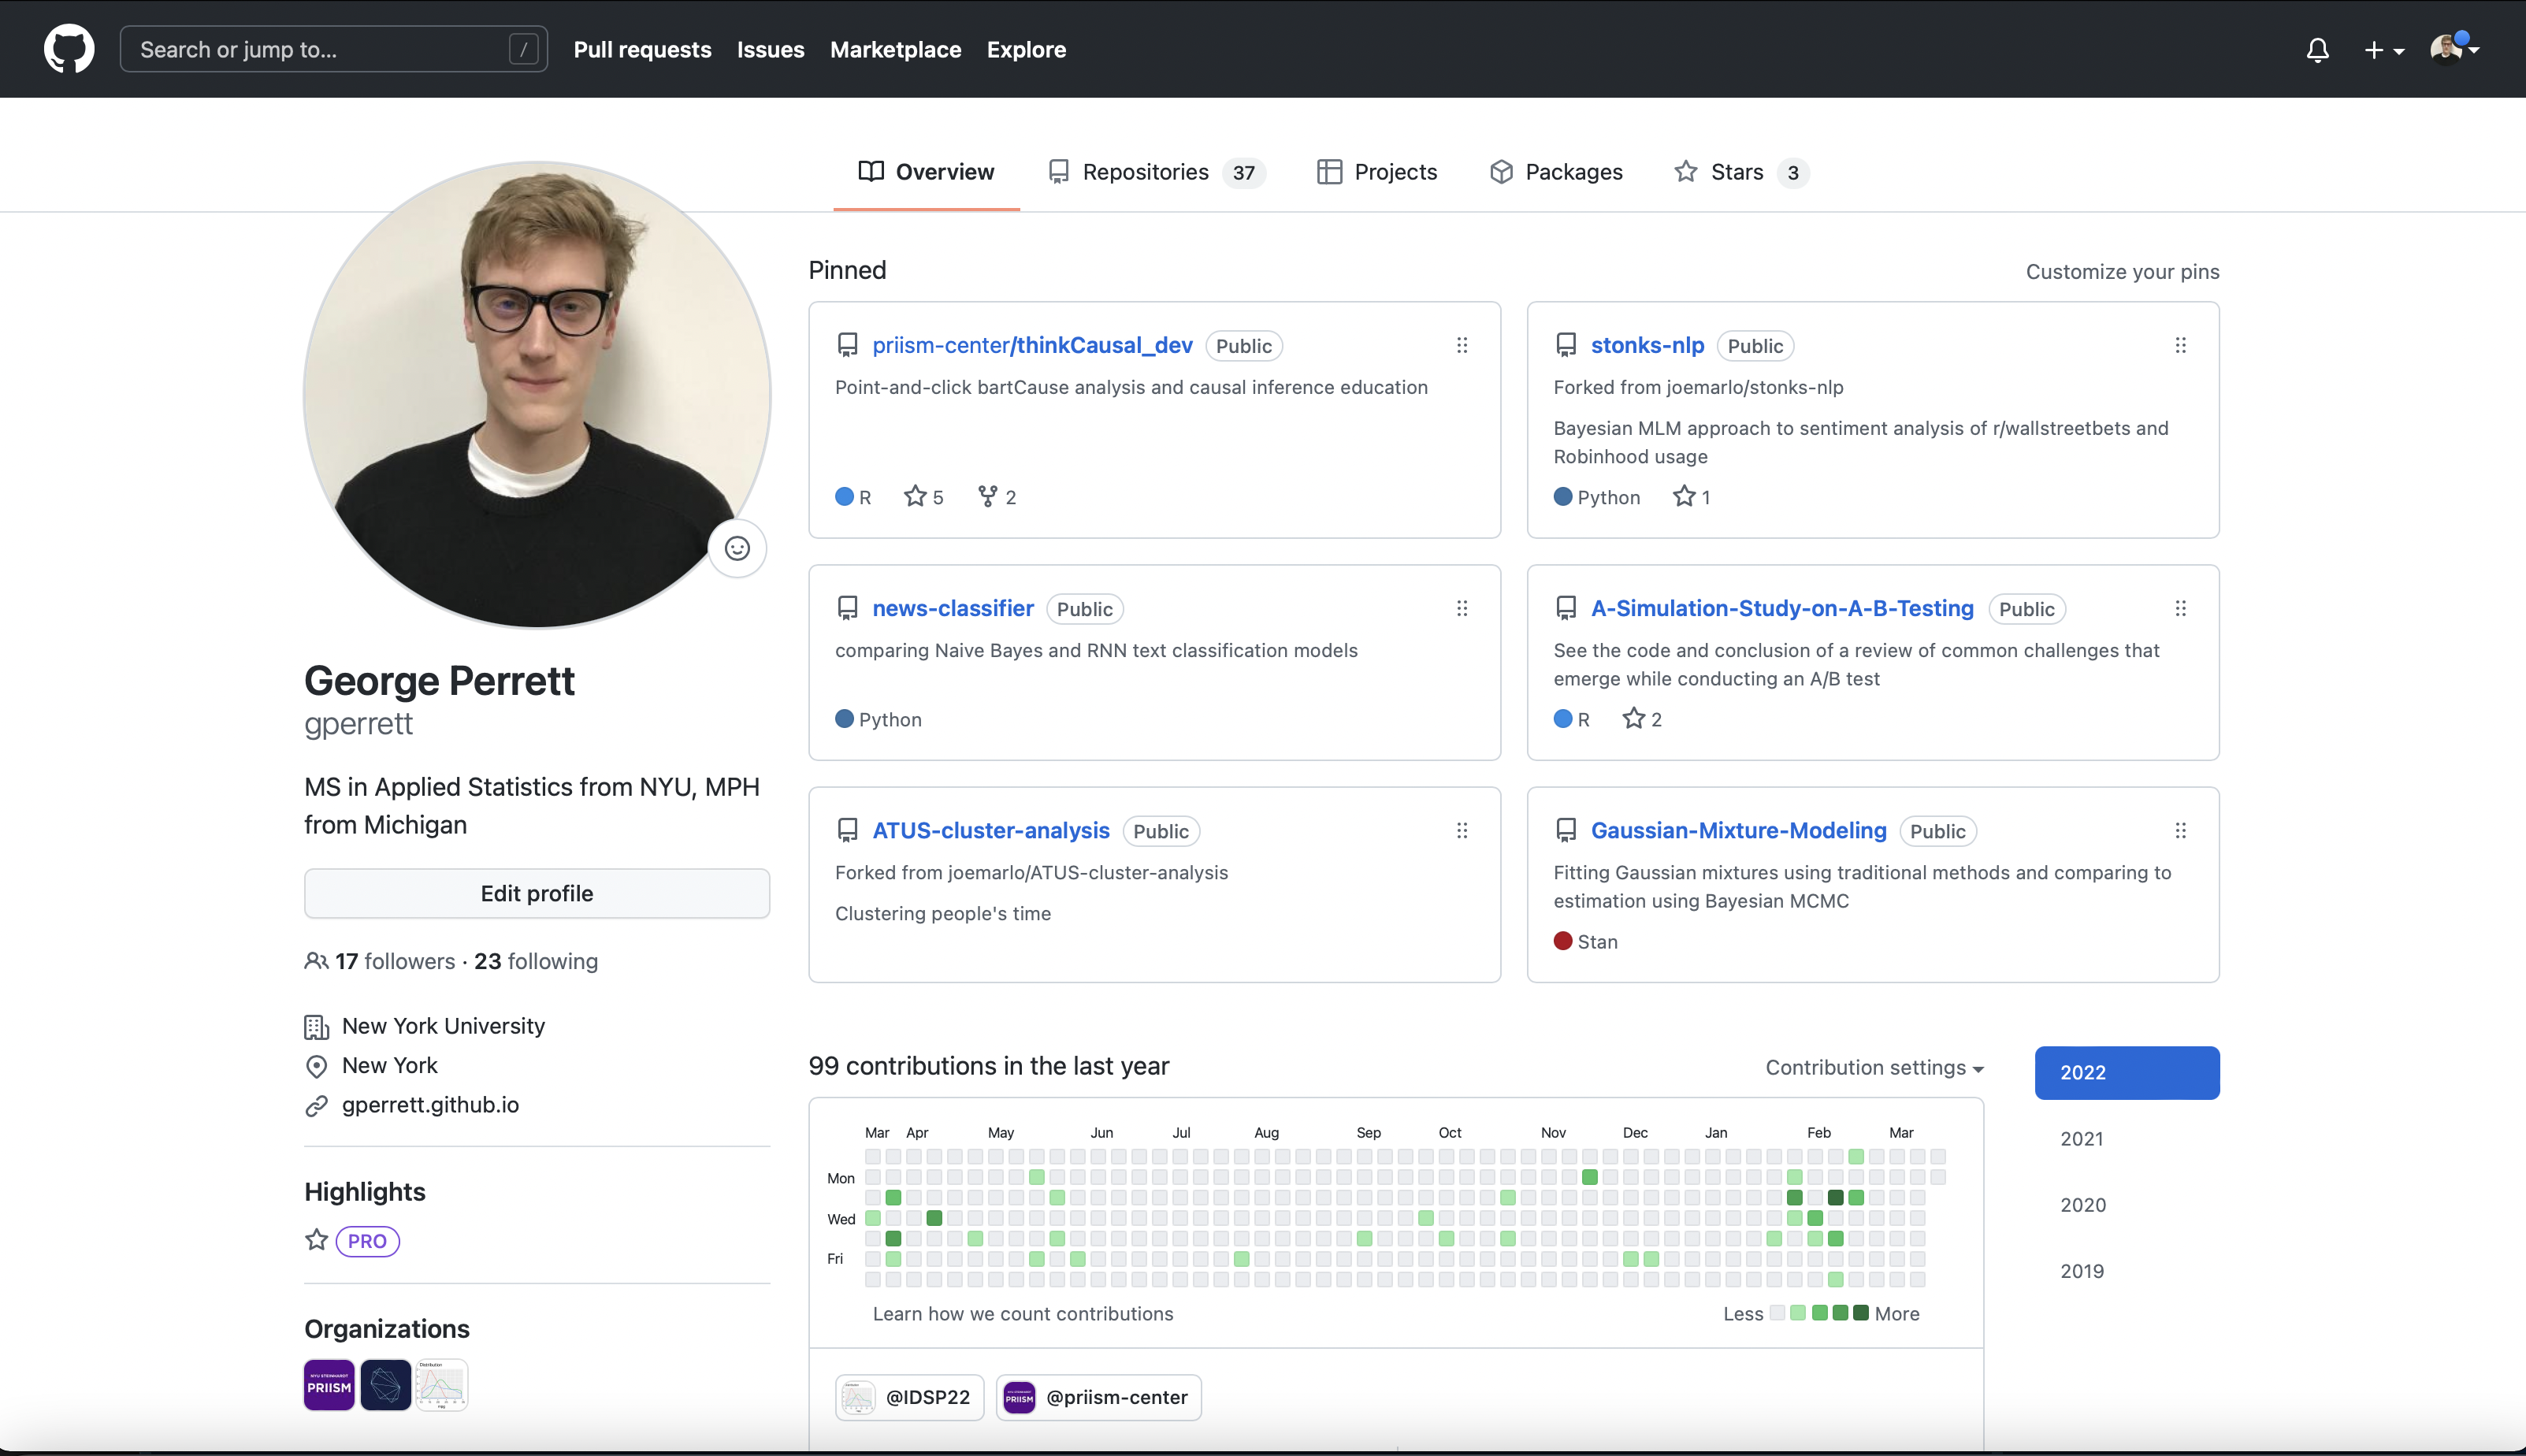 Search or jump to...
/
Pull requests
Issues
Marketplace
Explore
Overview
Repositories 37
Projects
Packages
Stars 3
George Perrett
gperrett
MS in Applied Statistics from NYU, MPH
from Michigan
Edit profile
17 followers · 23 following
New York University
New York
gperrett.github.io
Highlights
PRO
Organizations
NYU STEINHARDT
PRIISM
Distribution
Pinned
Customize your pins
priism-center/thinkCausal_dev Public
Point-and-click bartCause analysis and causal inference education
R 5 2
stonks-nlp Public
Forked from joemarlo/stonks-nlp
Bayesian MLM approach to sentiment analysis of r/wallstreetbets and
Robinhood usage
Python 1
news-classifier Public
comparing Naive Bayes and RNN text classification models
Python
A-Simulation-Study-on-A-B-Testing Public
See the code and conclusion of a review of common challenges that
emerge while conducting an A/B test
R 2
ATUS-cluster-analysis Public
Forked from joemarlo/ATUS-cluster-analysis
Clustering people's time
Gaussian-Mixture-Modeling Public
Fitting Gaussian mixtures using traditional methods and comparing to
estimation using Bayesian MCMC
Stan
99 contributions in the last year
Contribution settings
2022
2021
2020
2019
Mar Apr May Jun Jul Aug Sep Oct Nov Dec Jan Feb Mar
Mon
Wed
Fri
Learn how we count contributions
Less More
@IDSP22
PRIISM
@priism-center